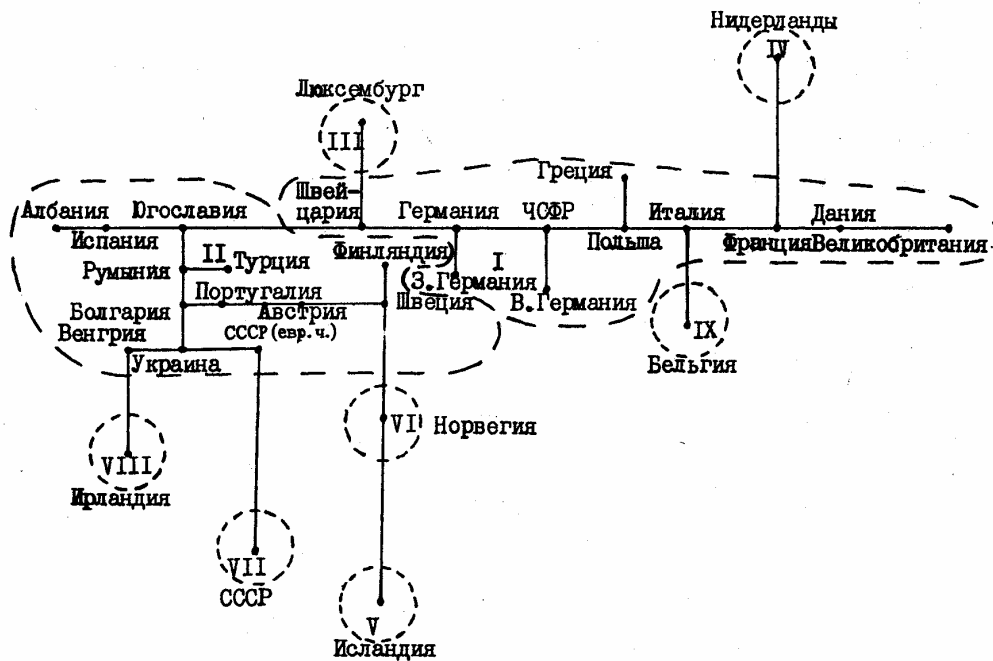 Нидерланды
IV
Люксембург
III
Греция
Швей-
цария
Германия
ЧСФР
Италия
Дания
Албания
Югославия
Испания
Финляндия)
Польша
Франция
Великобритания
II
Турция
Румыния
(З.Германия
I
В.Германия
Португалия
Швеция
Болгария
Австрия
Венгрия
СССР(евр.ч.)
IX
Украина
Бельгия
VI Норвегия
VIII
Ирландия
VII
СССР
V
Исландия